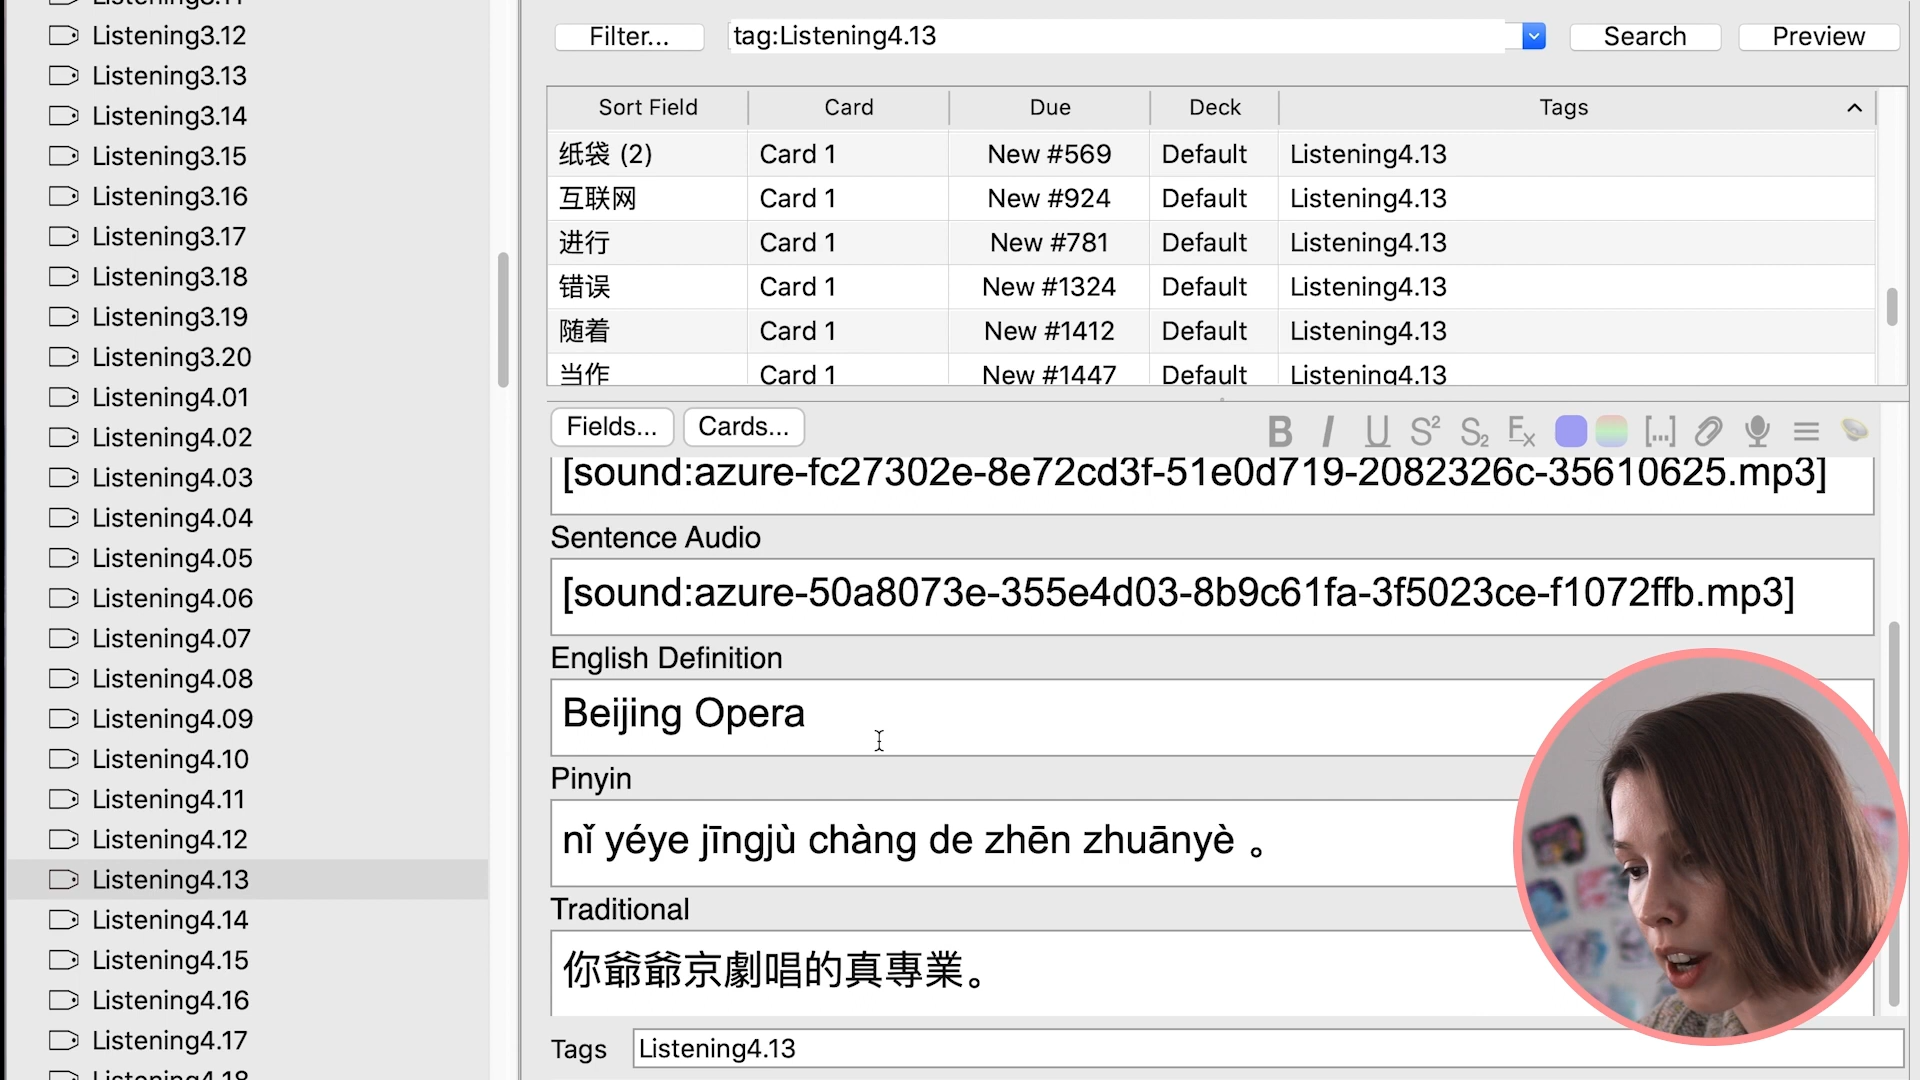 Listening3.12
Listening3.13
Listening3.14
Listening3.15
Listening3.16
Listening3.17
Listening3.18
Listening3.19
Listening3.20
Listening4.01
Listening4.02
Listening4.03
Listening4.04
Listening4.05
Listening4.06
Listening4.07
Listening4.08
Listening4.09
Listening4.10
Listening4.11
Listening4.12
Listening4.13
Listening4.14
Listening4.15
Listening4.16
Listening4.17
Listening4.18
Filter... tag:Listening4.13 Search Preview
Sort Field Card Due Deck Tags
纸袋 (2) Card 1 New #569 Default Listening4.13
互联网 Card 1 New #924 Default Listening4.13
进行 Card 1 New #781 Default Listening4.13
错误 Card 1 New #1324 Default Listening4.13
随着 Card 1 New #1412 Default Listening4.13
当作 Card 1 New #1447 Default Listening4.13
Fields... Cards... B I U S² S₂ Fx [...]
[sound:azure-fc27302e-8e72cd3f-51e0d719-2082326c-35610625.mp3]
Sentence Audio
[sound:azure-50a8073e-355e4d03-8b9c61fa-3f5023ce-f1072ffb.mp3]
English Definition
Beijing Opera
Pinyin
nǐ yéye jīngjù chàng de zhēn zhuānyè 。
Traditional
你爺爺京劇唱的真專業。
Tags Listening4.13